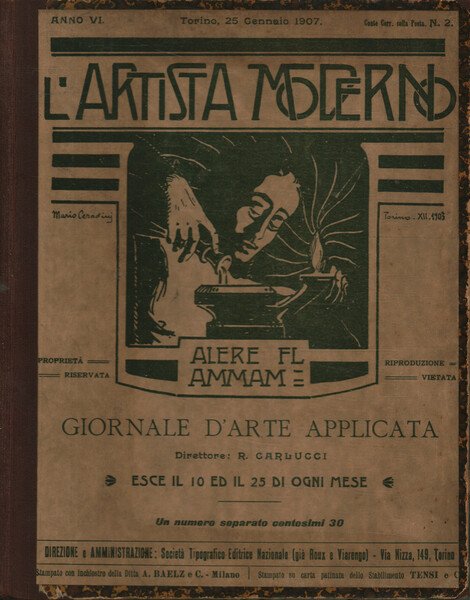 ANNO VI.
Torino, 25 Gennaio 1907.
Conto Corr. colla Posta. N. 2.
L'ARTISTA MODERNO
Mario Ceradini
Torino - XII. 1903
ALERE FL
AMMAM
PROPRIETÀ
RISERVATA
RIPRODUZIONE
VIETATA
GIORNALE D'ARTE APPLICATA
Direttore: R. CARLUCCI
ESCE IL 10 ED IL 25 DI OGNI MESE
Un numero separato centesimi 30
DIREZIONE e AMMINISTRAZIONE: Società Tipografico Editrice Nazionale (già Roux e Viarengo) - Via Nizza, 149, Torino
Stampato con inchiostro della Ditta A. BAELZ e C. - Milano | Stampato su carta patinata dello Stabilimento TENSI e C